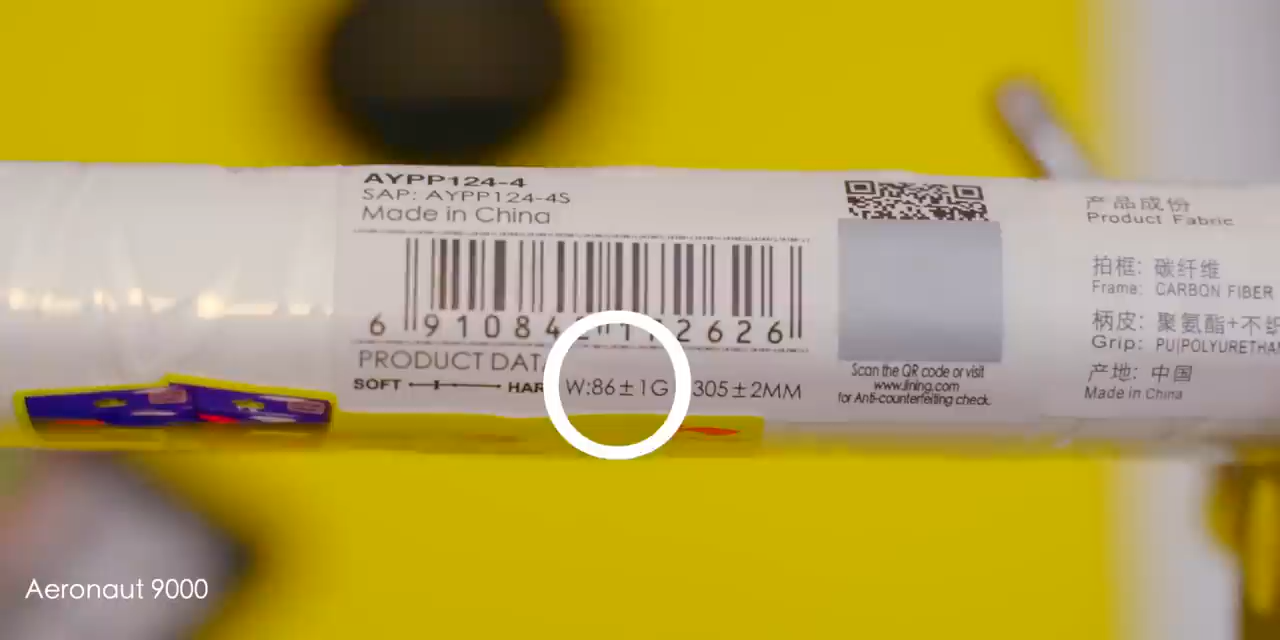 AYPP124-4
SAP: AYPP124-4S
Made in China
6 910842 112626
PRODUCT DAT
SOFT HAR W:86±1G 305±2MM
Scan the QR code or visit
www.lining.com
for Anti-counterfeiting check.
产品成份
Product Fabric
拍框: 碳纤维
Frame: CARBON FIBER
柄皮: 聚氨酯+不织
Grip: PU|POLYURETHA
产地: 中国
Made in China
Aeronaut 9000